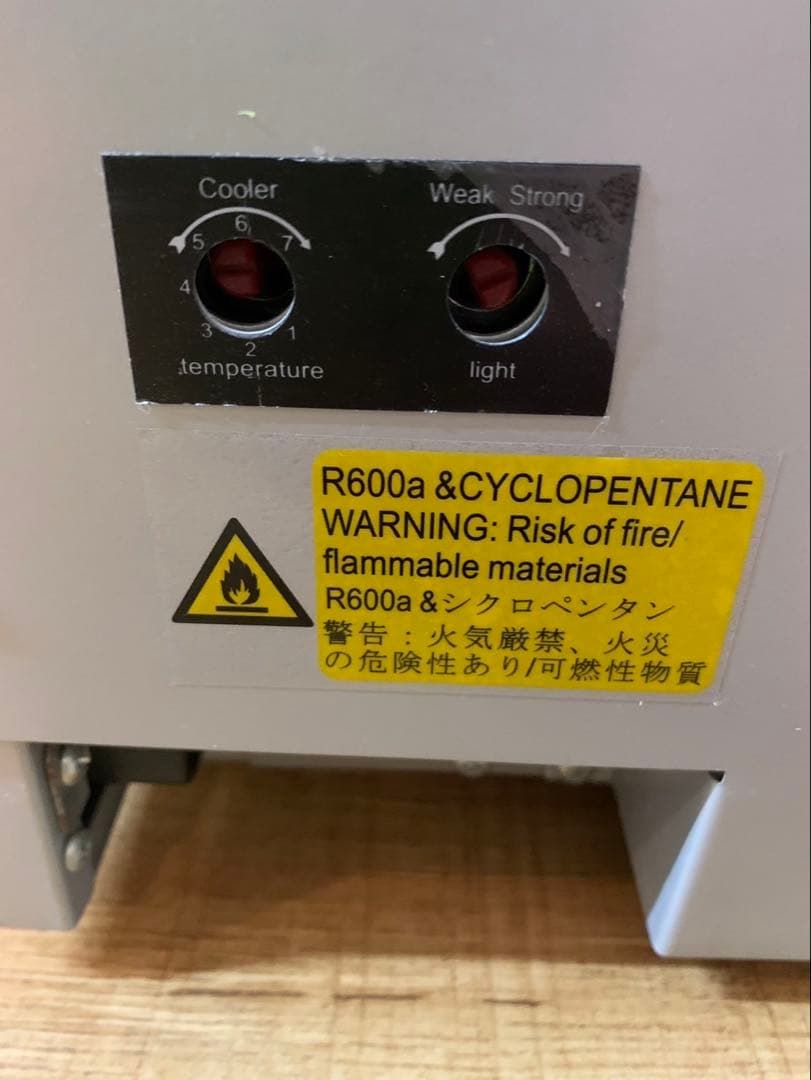 Cooler
6
5 7
4
3 1
2
temperature
Weak Strong
light
R600a &CYCLOPENTANE
WARNING: Risk of fire/
flammable materials
R600a &シクロペンタン
警告：火気厳禁、火災
の危険性あり/可燃性物質